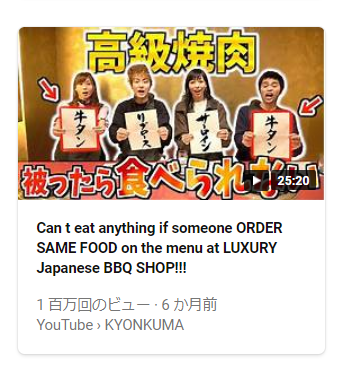 高級焼肉
牛タン
リブロース
サーロイン
牛タン
被ったら食べられない
25:20
Can t eat anything if someone ORDER
SAME FOOD on the menu at LUXURY
Japanese BBQ SHOP!!!
1 百万回のビュー · 6 か月前
YouTube › KYONKUMA